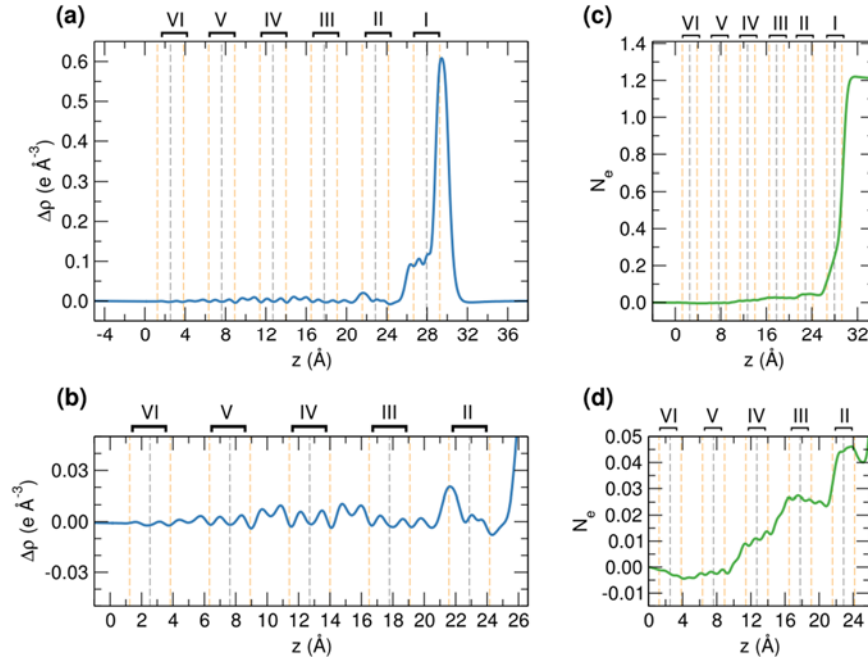 (a)
VI V IV III II I
0.6
0.5
0.4
0.3
0.2
0.1
0.0
Δρ (e Å⁻³)
-4 0 4 8 12 16 20 24 28 32 36
z (Å)
(c)
VI V IV III II I
1.4
1.2
1.0
0.8
0.6
0.4
0.2
0.0
Nₑ
0 8 16 24 32
z (Å)
(b)
VI V IV III II
0.03
0.00
-0.03
Δρ (e Å⁻³)
0 2 4 6 8 10 12 14 16 18 20 22 24 26
z (Å)
(d)
VI V IV III II
0.05
0.04
0.03
0.02
0.01
0.00
-0.01
Nₑ
0 4 8 12 16 20 24
z (Å)